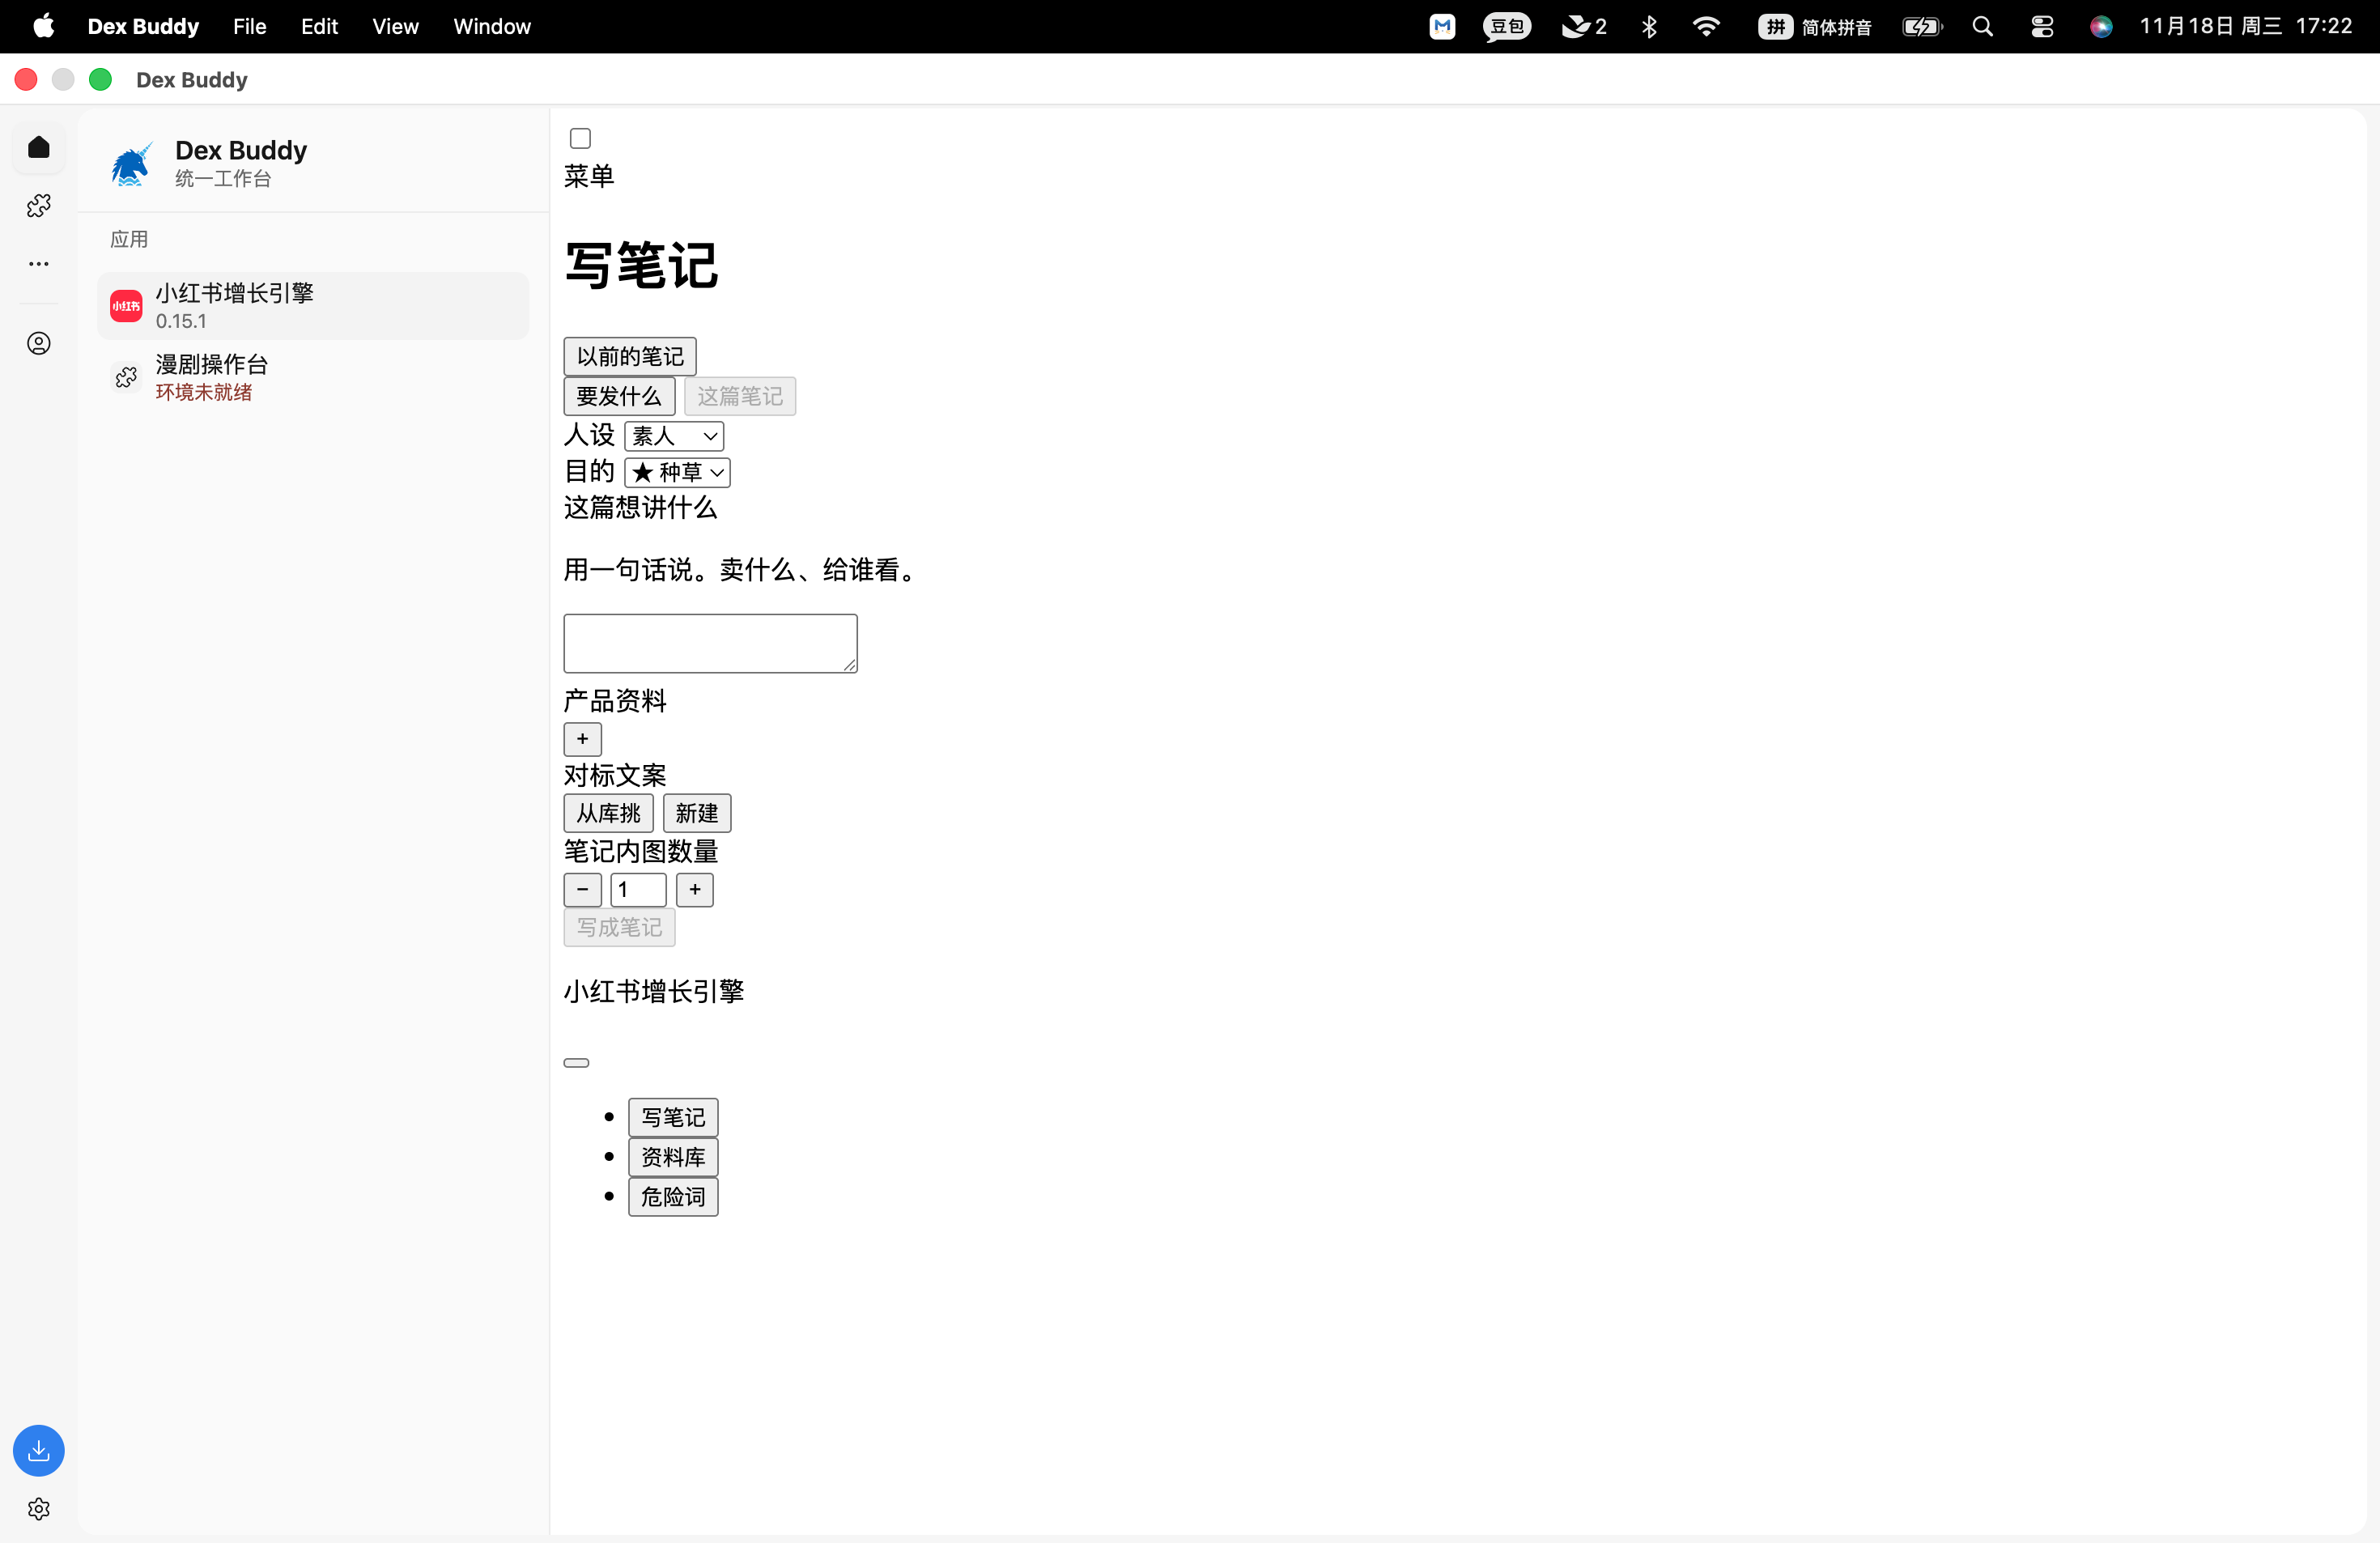 Dex Buddy File Edit View Window 豆包 2 拼 简体拼音 11月18日 周三 17:22
Dex Buddy
Dex Buddy
统一工作台
应用
小红书
小红书增长引擎
0.15.1
漫剧操作台
环境未就绪
菜单
写笔记
以前的笔记
要发什么 这篇笔记
人设 素人
目的 ★ 种草
这篇想讲什么
用一句话说。卖什么、给谁看。
产品资料
+
对标文案
从库挑 新建
笔记内图数量
− 1 +
写成笔记
小红书增长引擎
• 写笔记
• 资料库
• 危险词